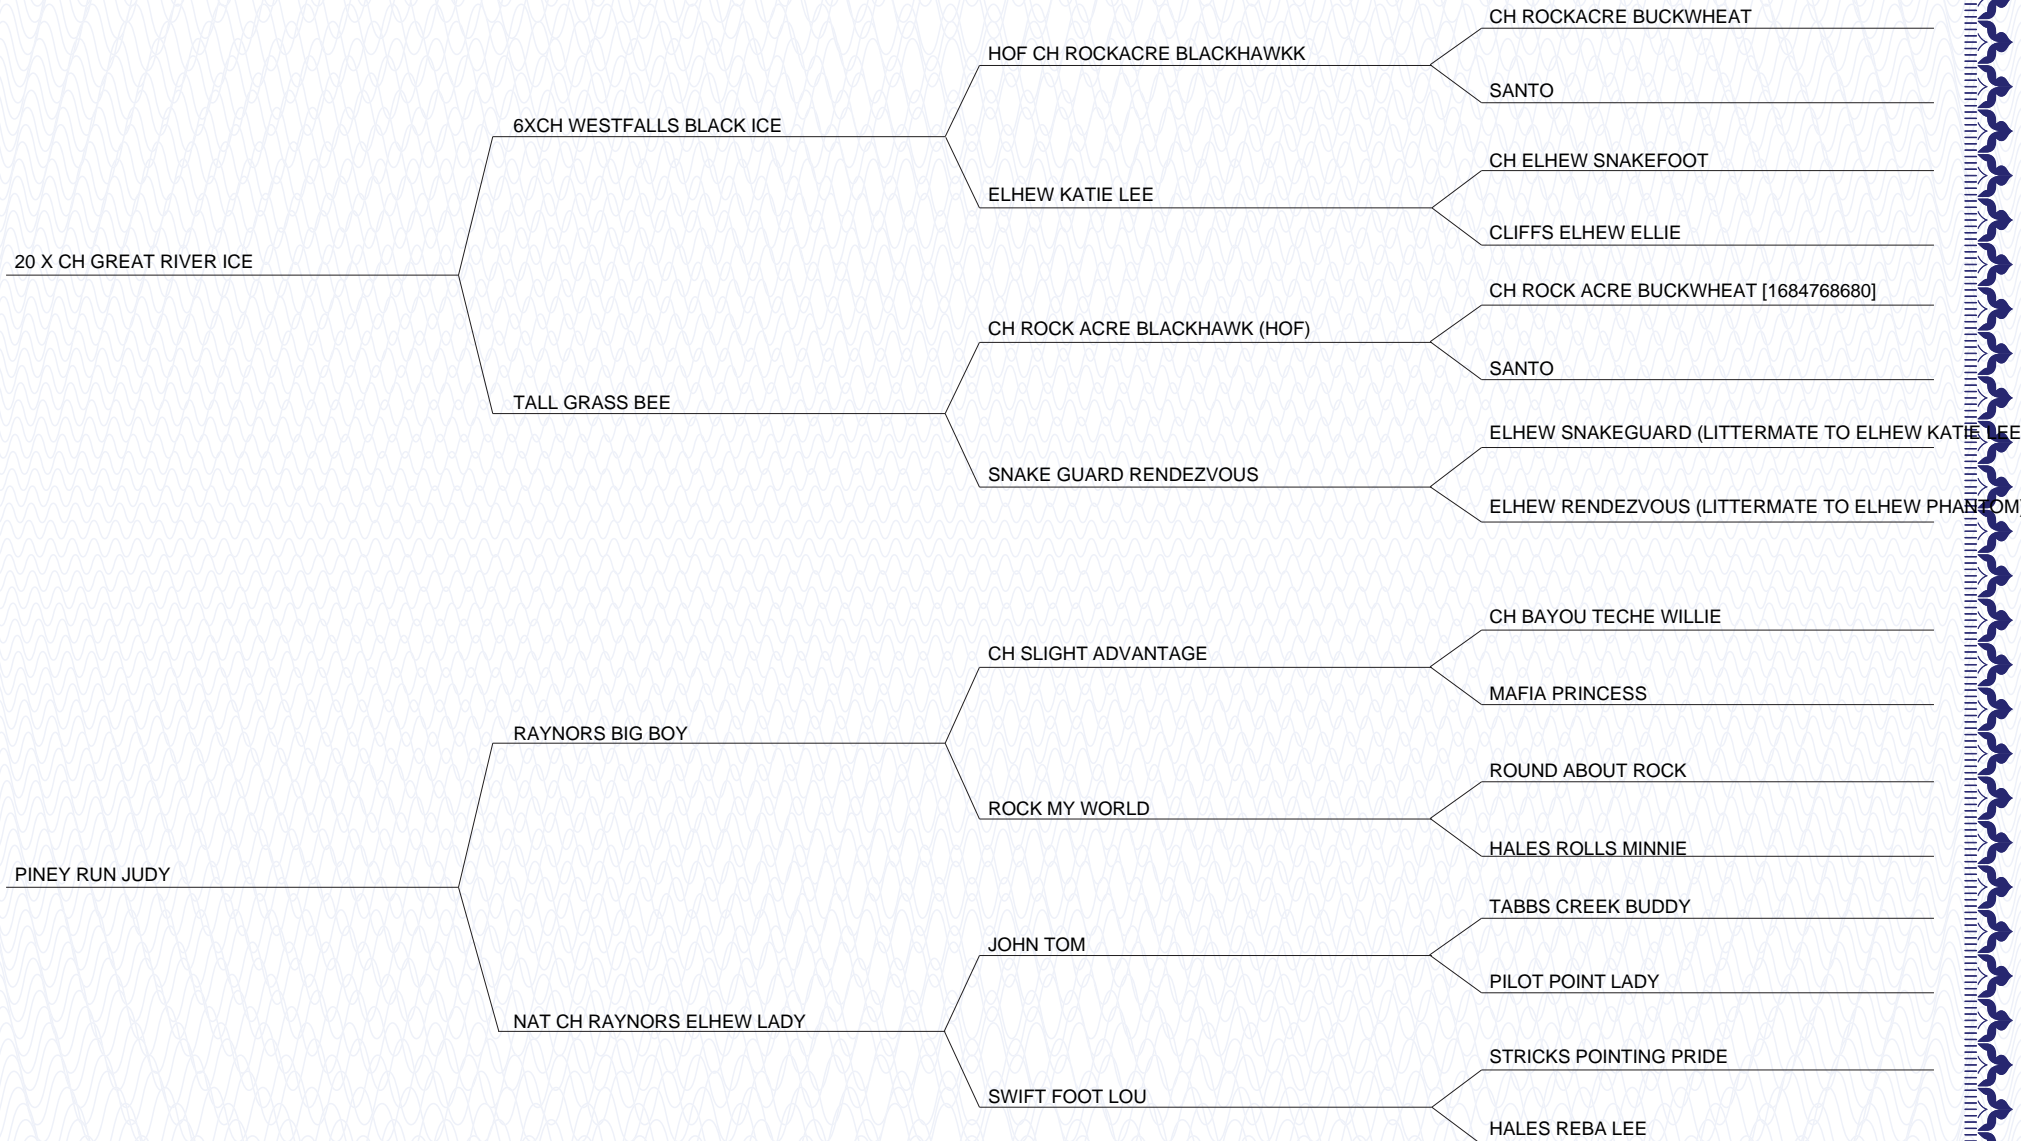 CH ROCKACRE BUCKWHEAT
HOF CH ROCKACRE BLACKHAWKK
SANTO
6XCH WESTFALLS BLACK ICE
CH ELHEW SNAKEFOOT
ELHEW KATIE LEE
CLIFFS ELHEW ELLIE
20 X CH GREAT RIVER ICE
CH ROCK ACRE BUCKWHEAT [1684768680]
CH ROCK ACRE BLACKHAWK (HOF)
SANTO
TALL GRASS BEE
ELHEW SNAKEGUARD (LITTERMATE TO ELHEW KATIE LEE
SNAKE GUARD RENDEZVOUS
ELHEW RENDEZVOUS (LITTERMATE TO ELHEW PHANTOM)
CH BAYOU TECHE WILLIE
CH SLIGHT ADVANTAGE
MAFIA PRINCESS
RAYNORS BIG BOY
ROUND ABOUT ROCK
ROCK MY WORLD
HALES ROLLS MINNIE
PINEY RUN JUDY
TABBS CREEK BUDDY
JOHN TOM
PILOT POINT LADY
NAT CH RAYNORS ELHEW LADY
STRICKS POINTING PRIDE
SWIFT FOOT LOU
HALES REBA LEE